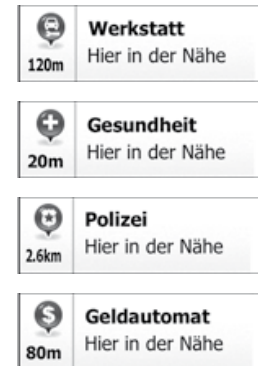 Werkstatt
Hier in der Nähe
120m
Gesundheit
Hier in der Nähe
20m
Polizei
Hier in der Nähe
2.6km
Geldautomat
Hier in der Nähe
80m